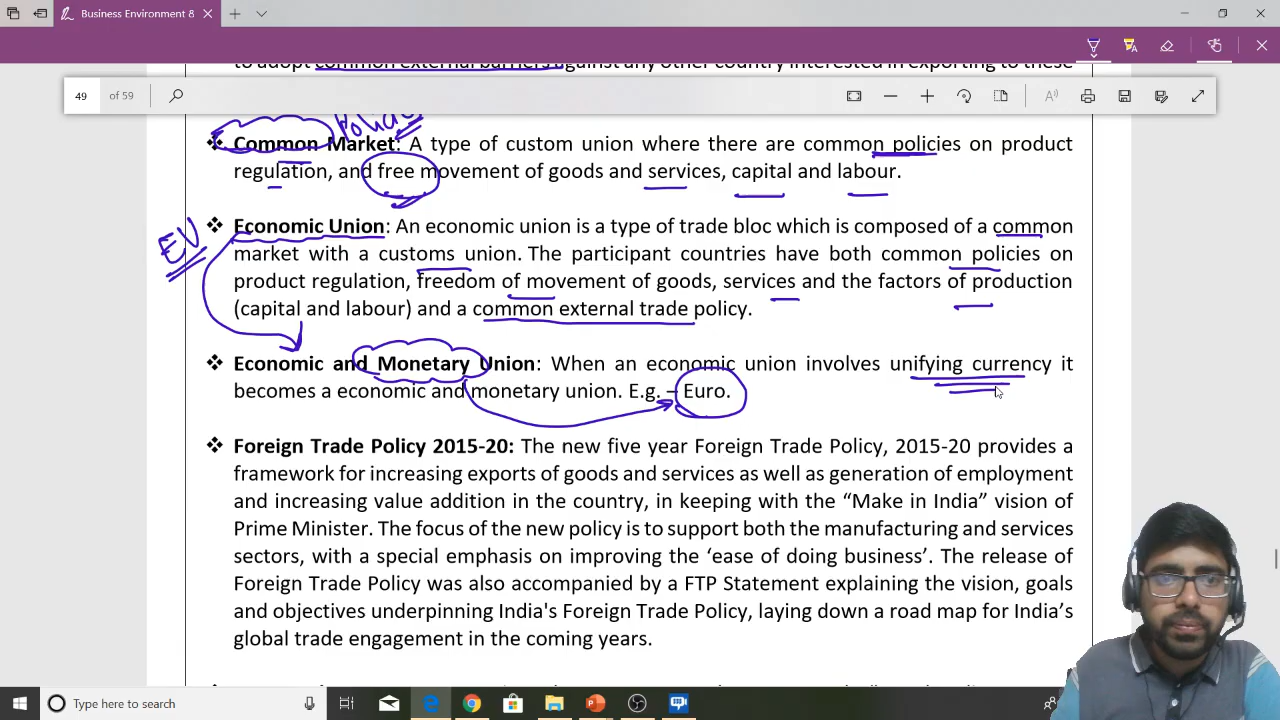 Business Environment 8
to adopt common external barriers against any other country interested in exporting to these
49 of 59
Policies
❖ Common Market: A type of custom union where there are common policies on product
regulation, and free movement of goods and services, capital and labour.
❖ Economic Union: An economic union is a type of trade bloc which is composed of a common
EU
market with a customs union. The participant countries have both common policies on
product regulation, freedom of movement of goods, services and the factors of production
(capital and labour) and a common external trade policy.
❖ Economic and Monetary Union: When an economic union involves unifying currency it
becomes a economic and monetary union. E.g. – Euro.
❖ Foreign Trade Policy 2015-20: The new five year Foreign Trade Policy, 2015-20 provides a
framework for increasing exports of goods and services as well as generation of employment
and increasing value addition in the country, in keeping with the “Make in India” vision of
Prime Minister. The focus of the new policy is to support both the manufacturing and services
sectors, with a special emphasis on improving the ‘ease of doing business’. The release of
Foreign Trade Policy was also accompanied by a FTP Statement explaining the vision, goals
and objectives underpinning India's Foreign Trade Policy, laying down a road map for India’s
global trade engagement in the coming years.
Type here to search